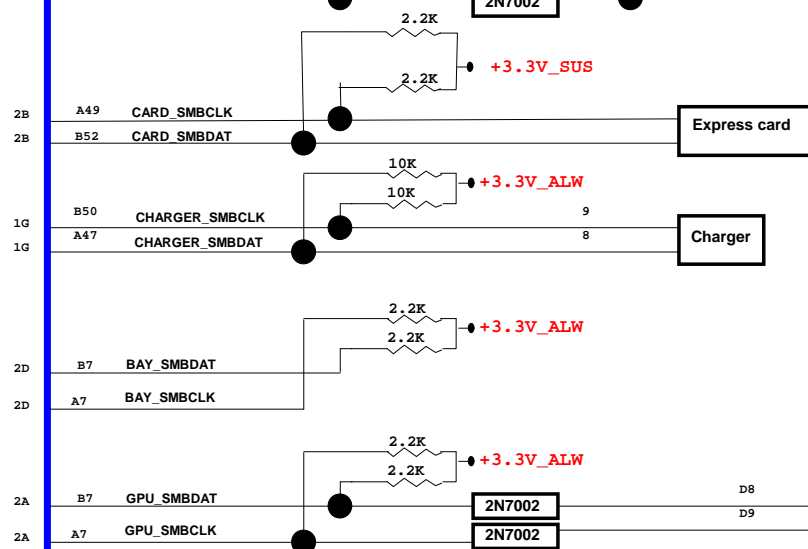 2N7002
2.2K
+3.3V_SUS
2.2K
2B A49 CARD_SMBCLK
Express card
2B B52 CARD_SMBDAT
10K
+3.3V_ALW
10K
1G B50 CHARGER_SMBCLK 9
Charger
1G A47 CHARGER_SMBDAT 8
2.2K
+3.3V_ALW
2.2K
2D B7 BAY_SMBDAT
2D A7 BAY_SMBCLK
2.2K
+3.3V_ALW
2.2K
2A B7 GPU_SMBDAT 2N7002 D8
D9
2A A7 GPU_SMBCLK 2N7002